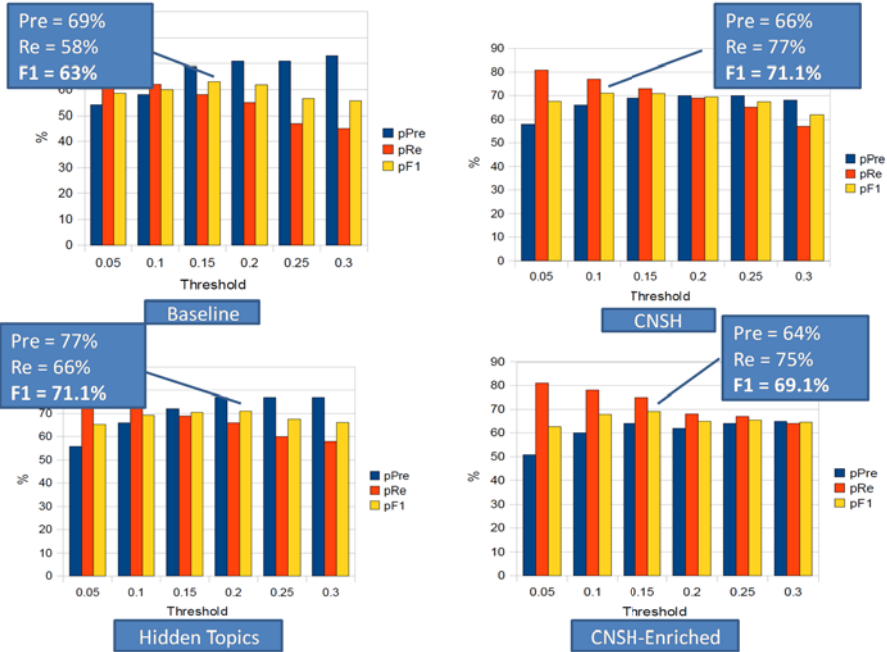 Pre = 69%
Re = 58%
F1 = 63%
60
50
40
30
20
10
0
%
0.05 0.1 0.15 0.2 0.25 0.3
Threshold
pPre
pRe
pF1
Baseline
Pre = 66%
Re = 77%
F1 = 71.1%
90
80
70
60
50
40
30
20
10
0
%
0.05 0.1 0.15 0.2 0.25 0.3
Threshold
pPre
pRe
pF1
CNSH
Pre = 77%
Re = 66%
F1 = 71.1%
70
60
50
40
30
20
10
0
%
0.05 0.1 0.15 0.2 0.25 0.3
Threshold
pPre
pRe
pF1
Hidden Topics
Pre = 64%
Re = 75%
F1 = 69.1%
90
80
70
60
50
40
30
20
10
0
%
0.05 0.1 0.15 0.2 0.25 0.3
Threshold
pPre
pRe
pF1
CNSH-Enriched